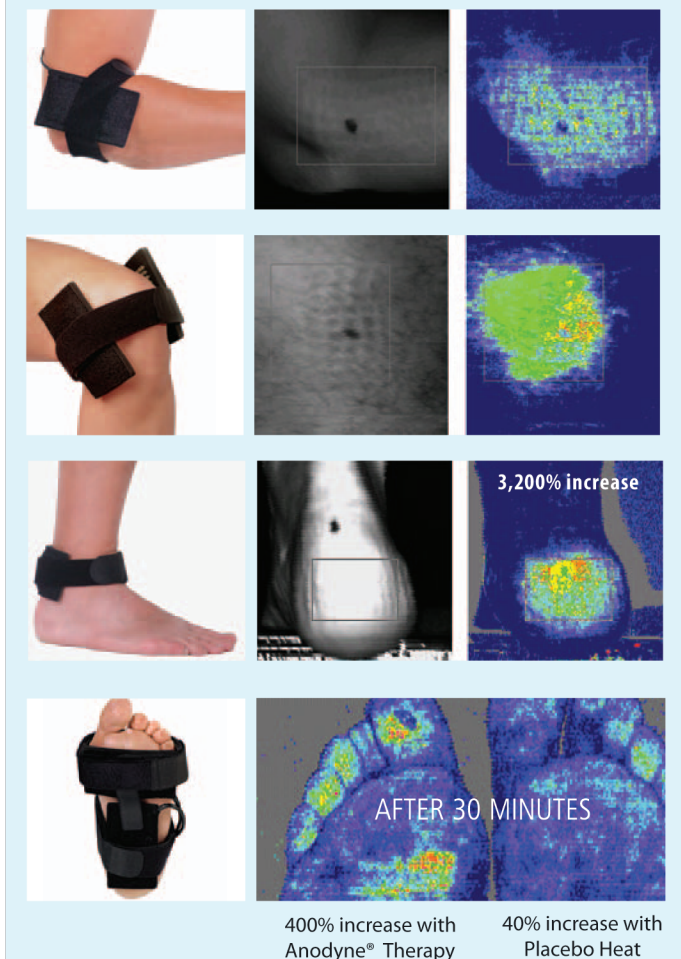 3,200% increase
AFTER 30 MINUTES
400% increase with
40% increase with
Anodyne® Therapy
Placebo Heat